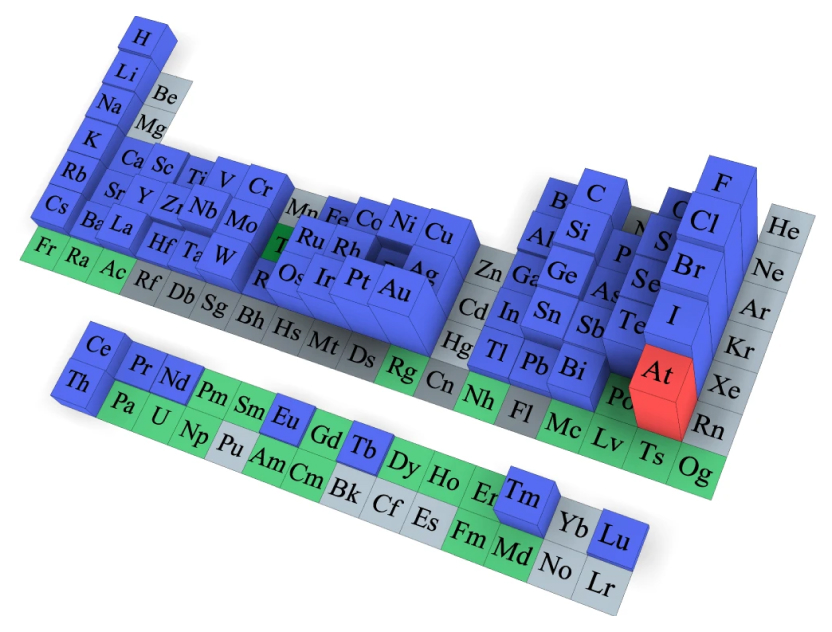 H He
Li Be B C F Ne
Na Mg Al Si P S Cl Ar
K Ca Sc Ti V Cr Mn Fe Co Ni Cu Zn Ga Ge As Se Br Kr
Rb Sr Y Zr Nb Mo Ru Rh Ag Cd In Sn Sb Te I Xe
Cs Ba La Hf Ta W Os Ir Pt Au Hg Tl Pb Bi Po At Rn
Fr Ra Ac Rf Db Sg Bh Hs Mt Ds Rg Cn Nh Fl Mc Lv Ts Og
Ce Pr Nd Pm Sm Eu Gd Tb Dy Ho Er Tm Yb Lu
Th Pa U Np Pu Am Cm Bk Cf Es Fm Md No Lr